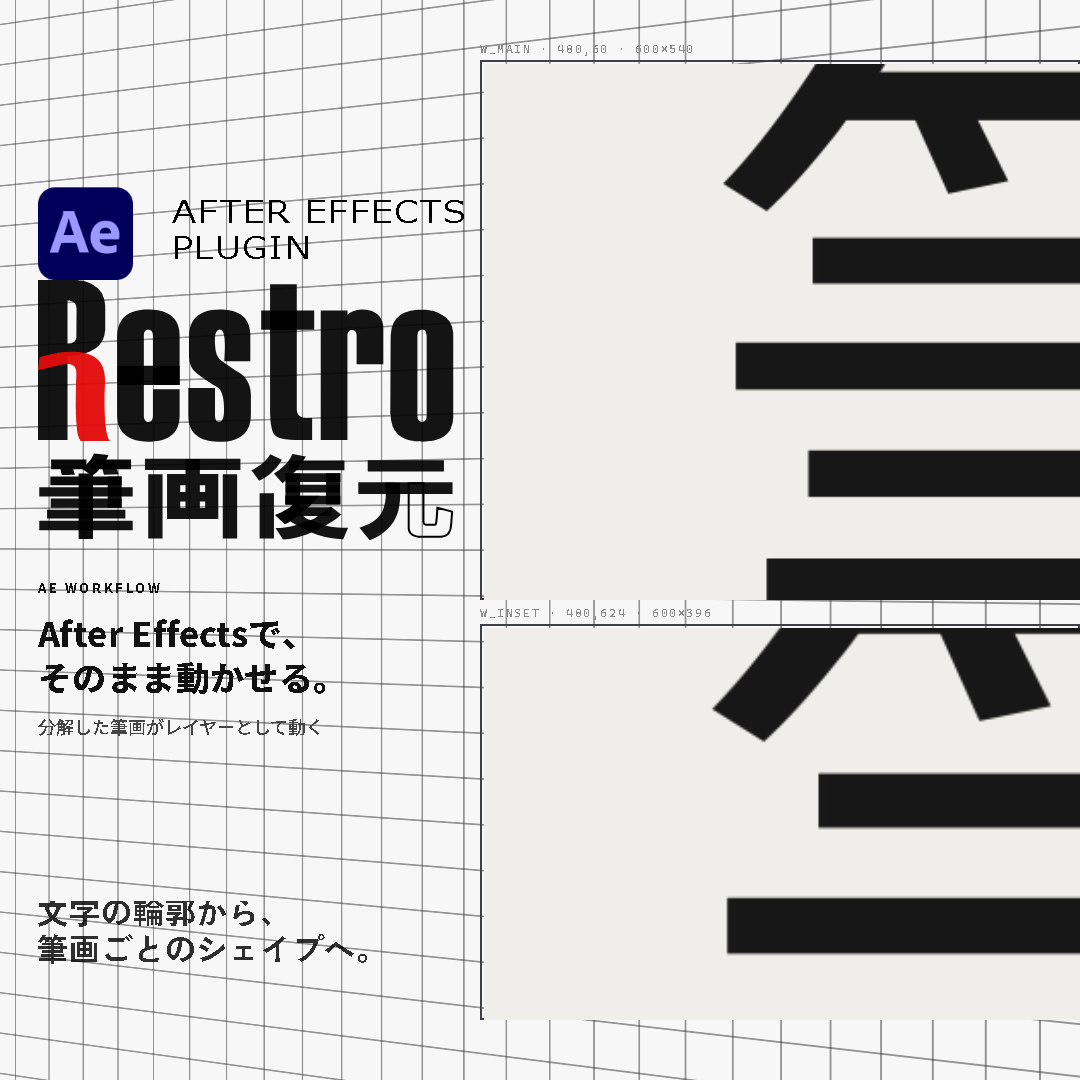 W_MAIN · 480,60 · 600×540
Ae
AFTER EFFECTS
PLUGIN
Restro
筆画復元
AE WORKFLOW
After Effectsで、
そのまま動かせる。
分解した筆画がレイヤーとして動く
W_INSET · 480,624 · 600×396
文字の輪郭から、
筆画ごとのシェイプへ。